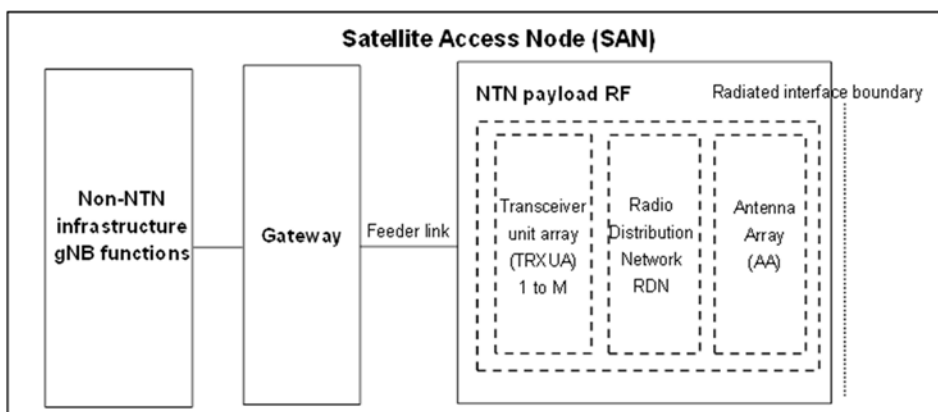 Satellite Access Node (SAN)
NTN payload RF
Radiated interface boundary
Non-NTN
infrastructure
gNB functions
Gateway
Feeder link
Transceiver
unit array
(TRXUA)
1 to M
Radio
Distribution
Network
RDN
Antenna
Array
(AA)